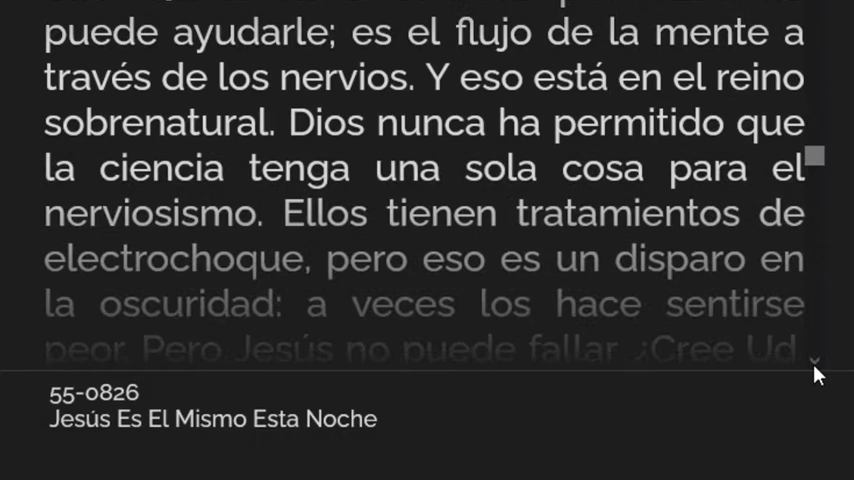 puede ayudarle; es el flujo de la mente a
través de los nervios. Y eso está en el reino
sobrenatural. Dios nunca ha permitido que
la ciencia tenga una sola cosa para el
nerviosismo. Ellos tienen tratamientos de
electrochoque, pero eso es un disparo en
la oscuridad: a veces los hace sentirse
peor. Pero Jesús no puede fallar. ¿Cree Ud.
55-0826
Jesús Es El Mismo Esta Noche